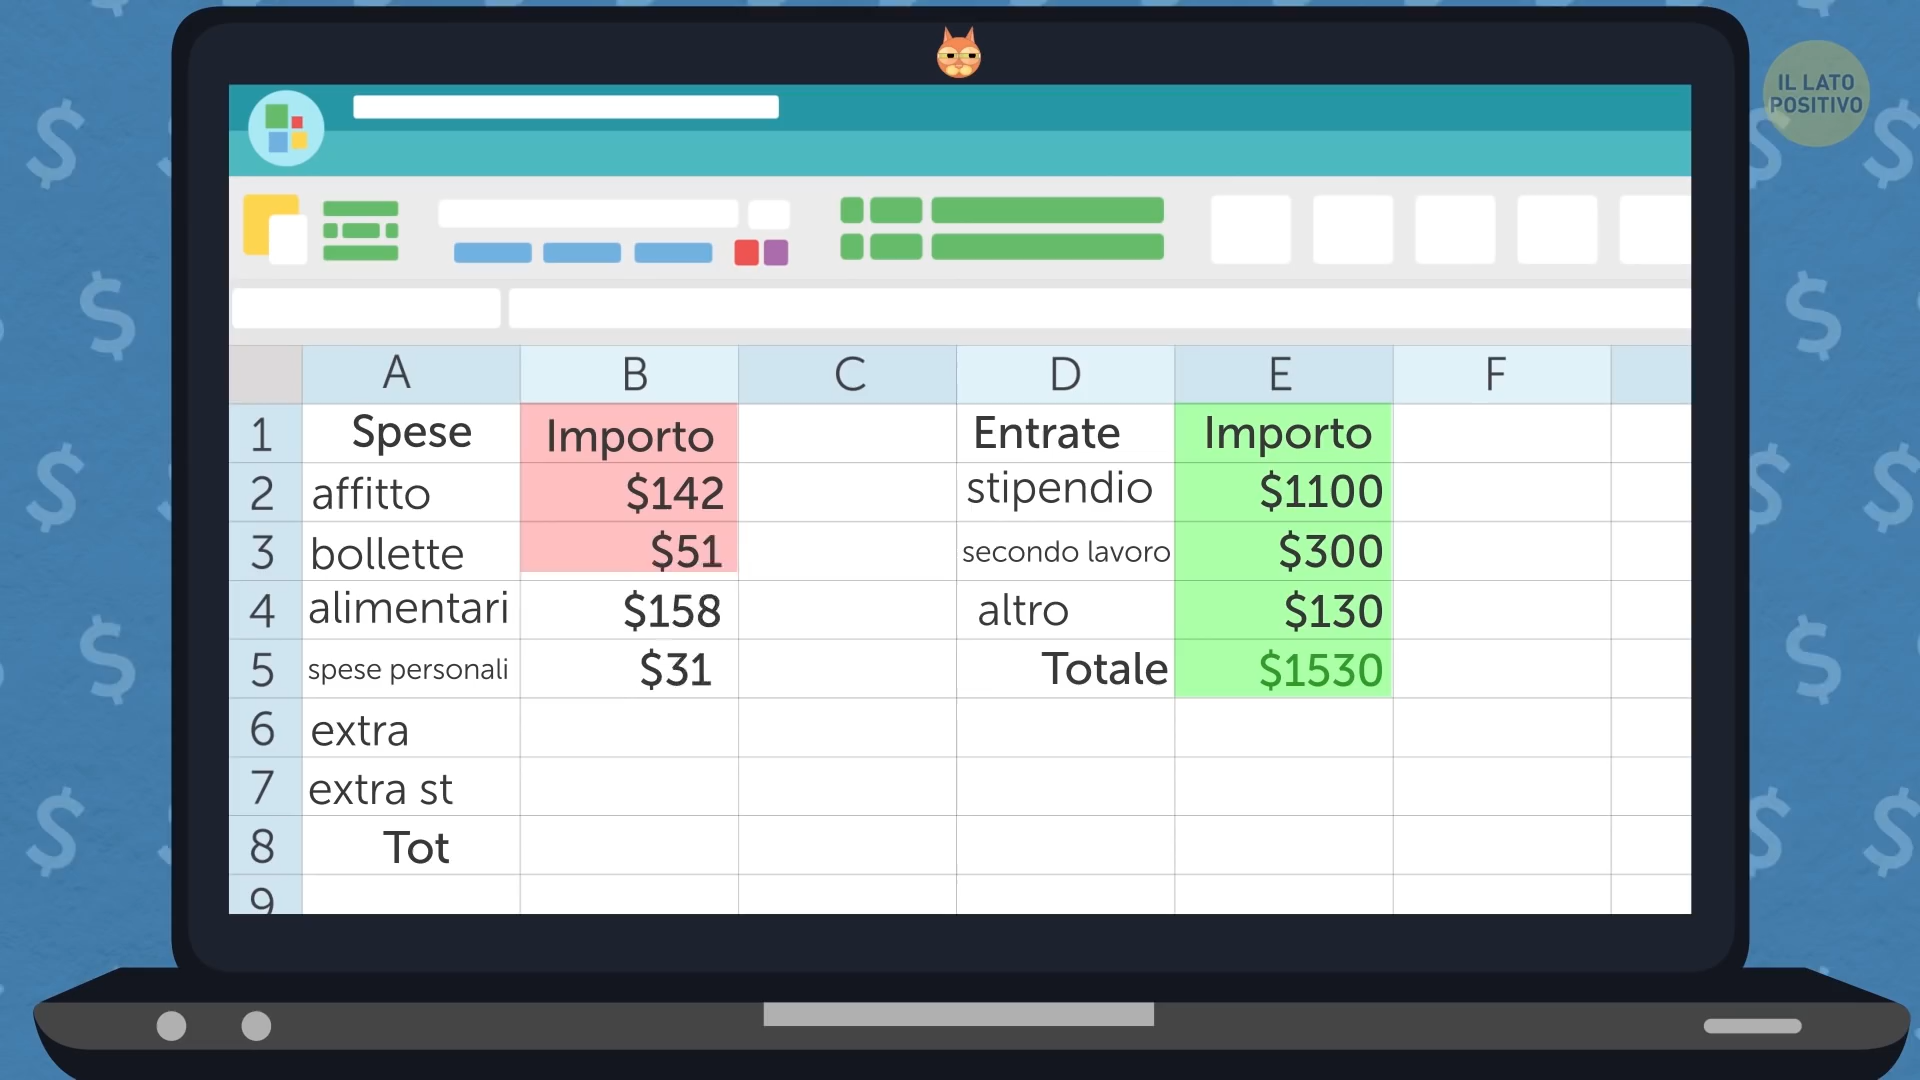 IL LATO
POSITIVO
A B C D E F
1 Spese Importo Entrate Importo
2 affitto $142 stipendio $1100
3 bollette $51 secondo lavoro $300
4 alimentari $158 altro $130
5 spese personali $31 Totale $1530
6 extra
7 extra st
8 Tot
9